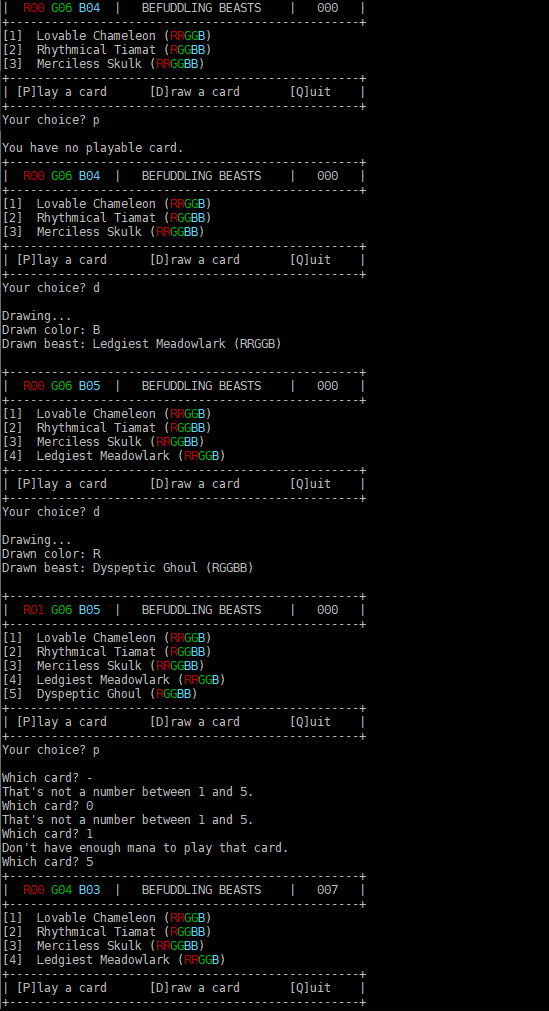 |  R00 G06 B04  |   BEFUDDLING BEASTS    |   000   |
+--------------------------------------------------+
[1]  Lovable Chameleon (RRGGB)
[2]  Rhythmical Tiamat (RGGBB)
[3]  Merciless Skulk (RRGGBB)
+--------------------------------------------------+
| [P]lay a card      [D]raw a card       [Q]uit    |
+--------------------------------------------------+
Your choice? p
You have no playable card.
+--------------------------------------------------+
|  R00 G06 B04  |   BEFUDDLING BEASTS    |   000   |
+--------------------------------------------------+
[1]  Lovable Chameleon (RRGGB)
[2]  Rhythmical Tiamat (RGGBB)
[3]  Merciless Skulk (RRGGBB)
+--------------------------------------------------+
| [P]lay a card      [D]raw a card       [Q]uit    |
+--------------------------------------------------+
Your choice? d
Drawing...
Drawn color: B
Drawn beast: Ledgiest Meadowlark (RRGGB)
+--------------------------------------------------+
|  R00 G06 B05  |   BEFUDDLING BEASTS    |   000   |
+--------------------------------------------------+
[1]  Lovable Chameleon (RRGGB)
[2]  Rhythmical Tiamat (RGGBB)
[3]  Merciless Skulk (RRGGBB)
[4]  Ledgiest Meadowlark (RRGGB)
+--------------------------------------------------+
| [P]lay a card      [D]raw a card       [Q]uit    |
+--------------------------------------------------+
Your choice? d
Drawing...
Drawn color: R
Drawn beast: Dyspeptic Ghoul (RGGBB)
+--------------------------------------------------+
|  R01 G06 B05  |   BEFUDDLING BEASTS    |   000   |
+--------------------------------------------------+
[1]  Lovable Chameleon (RRGGB)
[2]  Rhythmical Tiamat (RGGBB)
[3]  Merciless Skulk (RRGGBB)
[4]  Ledgiest Meadowlark (RRGGB)
[5]  Dyspeptic Ghoul (RGGBB)
+--------------------------------------------------+
| [P]lay a card      [D]raw a card       [Q]uit    |
+--------------------------------------------------+
Your choice? p
Which card? -
That's not a number between 1 and 5.
Which card? 0
That's not a number between 1 and 5.
Which card? 1
Don't have enough mana to play that card.
Which card? 5
+--------------------------------------------------+
|  R00 G04 B03  |   BEFUDDLING BEASTS    |   007   |
+--------------------------------------------------+
[1]  Lovable Chameleon (RRGGB)
[2]  Rhythmical Tiamat (RGGBB)
[3]  Merciless Skulk (RRGGBB)
[4]  Ledgiest Meadowlark (RRGGB)
+--------------------------------------------------+
| [P]lay a card      [D]raw a card       [Q]uit    |
+--------------------------------------------------+